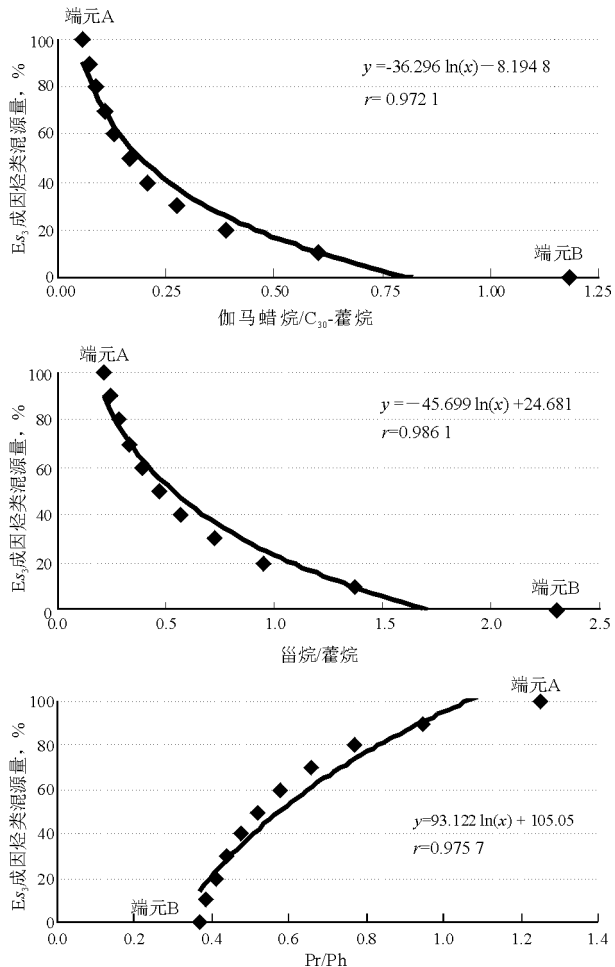 端元A
100
80
60
40
20
0
Es₃成因烃类混源量，%
y=-36.296 ln(x)－8.194 8
r= 0.972 1
端元B
0.00 0.25 0.50 0.75 1.00 1.25
伽马蜡烷/C₃₀-藿烷
端元A
100
80
60
40
20
0
Es₃成因烃类混源量，%
y=－45.699 ln(x) +24.681
r=0.986 1
端元B
0.0 0.5 1.0 1.5 2.0 2.5
甾烷/藿烷
端元A
100
80
60
40
20
0
Es₃成因烃类混源量，%
y=93.122 ln(x) + 105.05
r=0.975 7
端元B
0.0 0.2 0.4 0.6 0.8 1.0 1.2 1.4
Pr/Ph